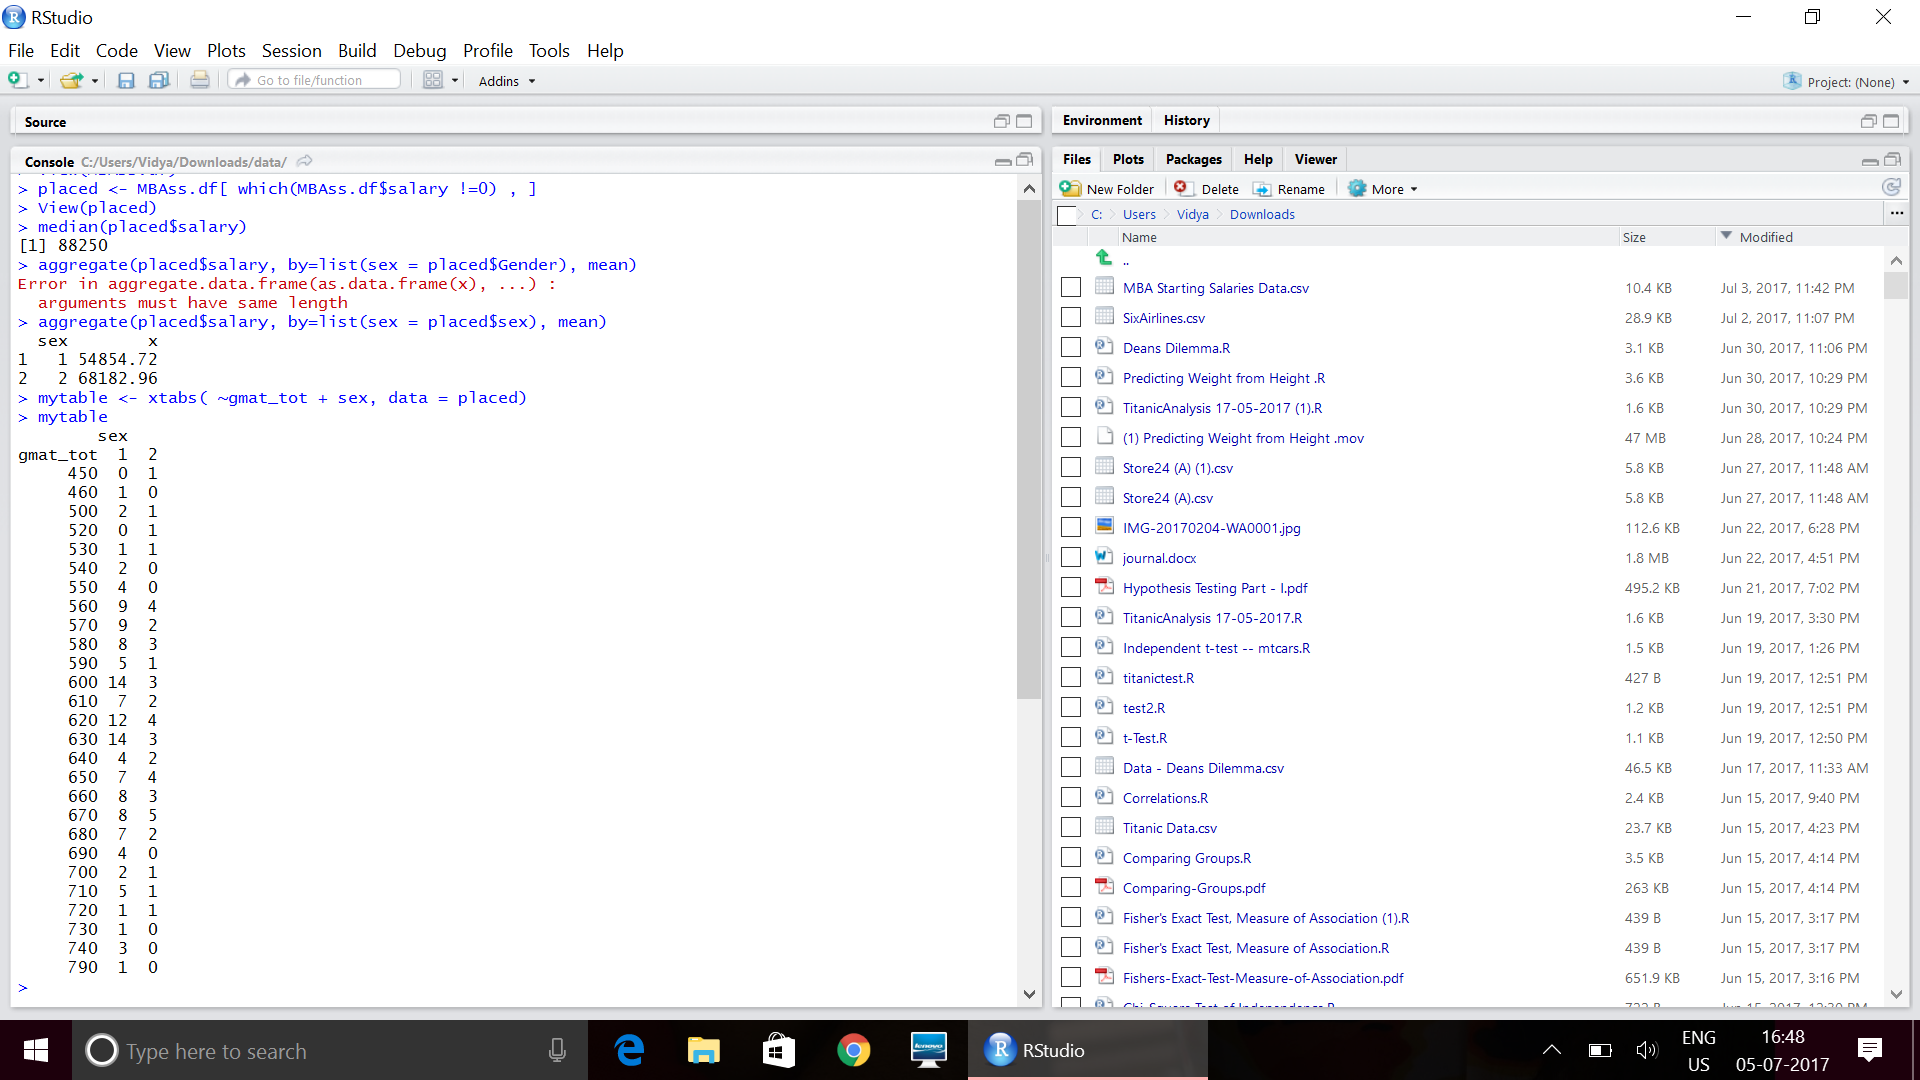 RStudio
File Edit Code View Plots Session Build Debug Profile Tools Help
Go to file/function Addins Project: (None)
Source
Console C:/Users/Vidya/Downloads/data/
> placed <- MBAss.df[ which(MBAss.df$salary !=0) , ]
> View(placed)
> median(placed$salary)
[1] 88250
> aggregate(placed$salary, by=list(sex = placed$Gender), mean)
Error in aggregate.data.frame(as.data.frame(x), ...) :
arguments must have same length
> aggregate(placed$salary, by=list(sex = placed$sex), mean)
sex x
1 1 54854.72
2 2 68182.96
> mytable <- xtabs( ~gmat_tot + sex, data = placed)
> mytable
sex
gmat_tot 1 2
450 0 1
460 1 0
500 2 1
520 0 1
530 1 1
540 2 0
550 4 0
560 9 4
570 9 2
580 8 3
590 5 1
600 14 3
610 7 2
620 12 4
630 14 3
640 4 2
650 7 4
660 8 3
670 8 5
680 7 2
690 4 0
700 2 1
710 5 1
720 1 1
730 1 0
740 3 0
790 1 0
>
Environment History
Files Plots Packages Help Viewer
New Folder Delete Rename More
C: Users Vidya Downloads ...
Name Size Modified
..
MBA Starting Salaries Data.csv 10.4 KB Jul 3, 2017, 11:42 PM
SixAirlines.csv 28.9 KB Jul 2, 2017, 11:07 PM
Deans Dilemma.R 3.1 KB Jun 30, 2017, 11:06 PM
Predicting Weight from Height .R 3.6 KB Jun 30, 2017, 10:29 PM
TitanicAnalysis 17-05-2017 (1).R 1.6 KB Jun 30, 2017, 10:29 PM
(1) Predicting Weight from Height .mov 47 MB Jun 28, 2017, 10:24 PM
Store24 (A) (1).csv 5.8 KB Jun 27, 2017, 11:48 AM
Store24 (A).csv 5.8 KB Jun 27, 2017, 11:48 AM
IMG-20170204-WA0001.jpg 112.6 KB Jun 22, 2017, 6:28 PM
journal.docx 1.8 MB Jun 22, 2017, 4:51 PM
Hypothesis Testing Part - I.pdf 495.2 KB Jun 21, 2017, 7:02 PM
TitanicAnalysis 17-05-2017.R 1.6 KB Jun 19, 2017, 3:30 PM
Independent t-test -- mtcars.R 1.5 KB Jun 19, 2017, 1:26 PM
titanictest.R 427 B Jun 19, 2017, 12:51 PM
test2.R 1.2 KB Jun 19, 2017, 12:51 PM
t-Test.R 1.1 KB Jun 19, 2017, 12:50 PM
Data - Deans Dilemma.csv 46.5 KB Jun 17, 2017, 11:33 AM
Correlations.R 2.4 KB Jun 15, 2017, 9:40 PM
Titanic Data.csv 23.7 KB Jun 15, 2017, 4:23 PM
Comparing Groups.R 3.5 KB Jun 15, 2017, 4:14 PM
Comparing-Groups.pdf 263 KB Jun 15, 2017, 4:14 PM
Fisher's Exact Test, Measure of Association (1).R 439 B Jun 15, 2017, 3:17 PM
Fisher's Exact Test, Measure of Association.R 439 B Jun 15, 2017, 3:17 PM
Fishers-Exact-Test-Measure-of-Association.pdf 651.9 KB Jun 15, 2017, 3:16 PM
Type here to search
lenovo
RStudio
ENG
US
16:48
05-07-2017